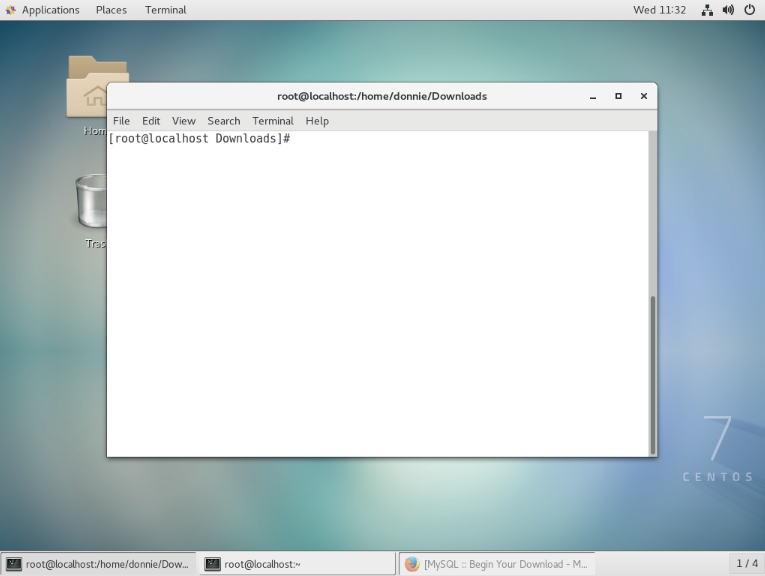 Applications Places Terminal Wed 11:32
Home
root@localhost:/home/donnie/Downloads
File Edit View Search Terminal Help
[root@localhost Downloads]#
Tras
7
CENTOS
root@localhost:/home/donnie/Dow... root@localhost:~ [MySQL :: Begin Your Download - M... 1 / 4